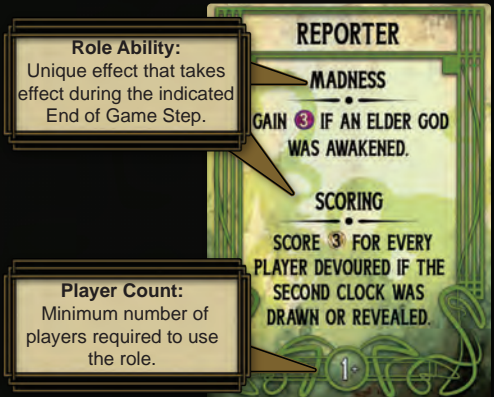 Role Ability:
Unique effect that takes
effect during the indicated
End of Game Step.
Player Count:
Minimum number of
players required to use
the role.
REPORTER
MADNESS
GAIN 3 IF AN ELDER GOD
WAS AWAKENED.
SCORING
SCORE 3 FOR EVERY
PLAYER DEVOURED IF THE
SECOND CLOCK WAS
DRAWN OR REVEALED.
1+